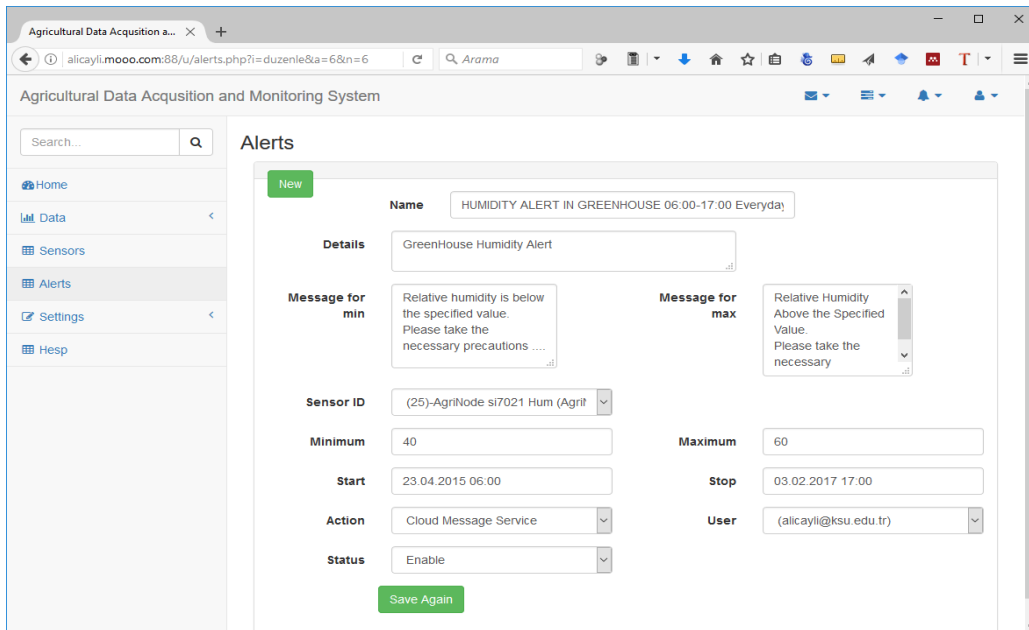 Agricultural Data Acqusition a...
alicayli.mooo.com:88/u/alerts.php?i=duzenle&a=6&n=6
Arama
Agricultural Data Acqusition and Monitoring System
Search...
Home
Data
Sensors
Alerts
Settings
Hesp
Alerts
New
Name HUMIDITY ALERT IN GREENHOUSE 06:00-17:00 Everyday
Details GreenHouse Humidity Alert
Message for min
Relative humidity is below
the specified value.
Please take the
necessary precautions ....
Message for max
Relative Humidity
Above the Specified
Value.
Please take the
necessary
Sensor ID (25)-AgriNode si7021 Hum (Agri
Minimum 40 Maximum 60
Start 23.04.2015 06:00 Stop 03.02.2017 17:00
Action Cloud Message Service User (alicayli@ksu.edu.tr)
Status Enable
Save Again